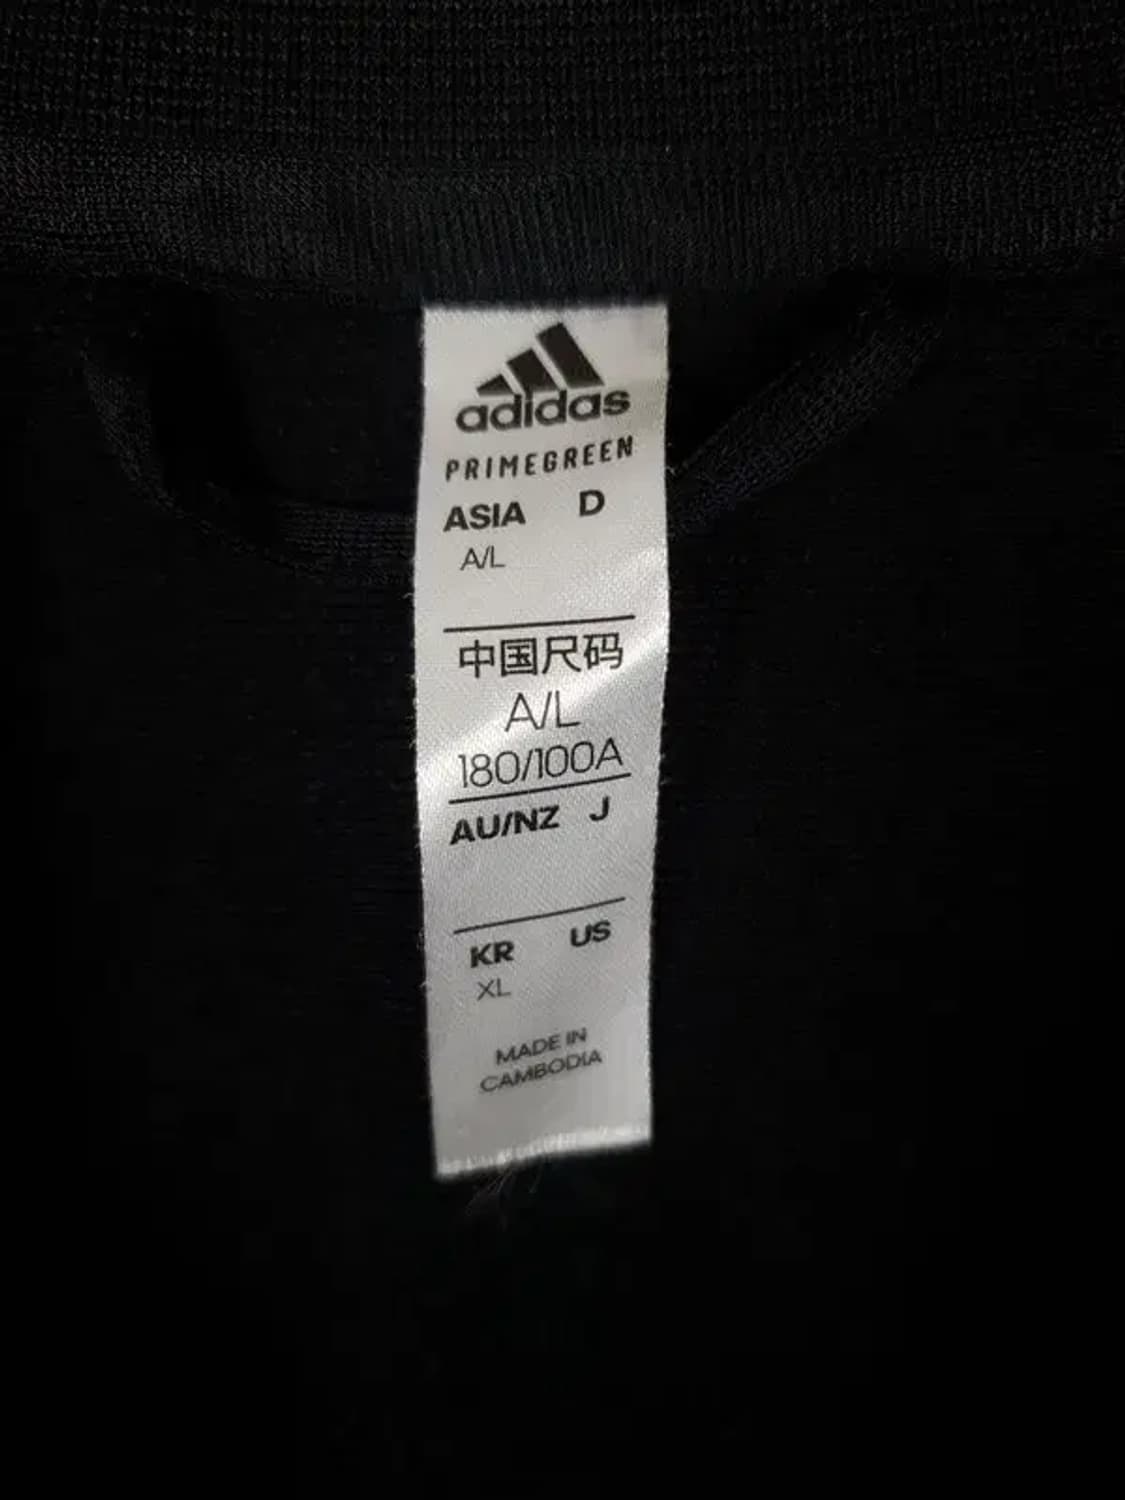 adidas
PRIMEGREEN
ASIA D
A/L
中国尺码
A/L
180/100A
AU/NZ J
KR US
XL
MADE IN
CAMBODIA